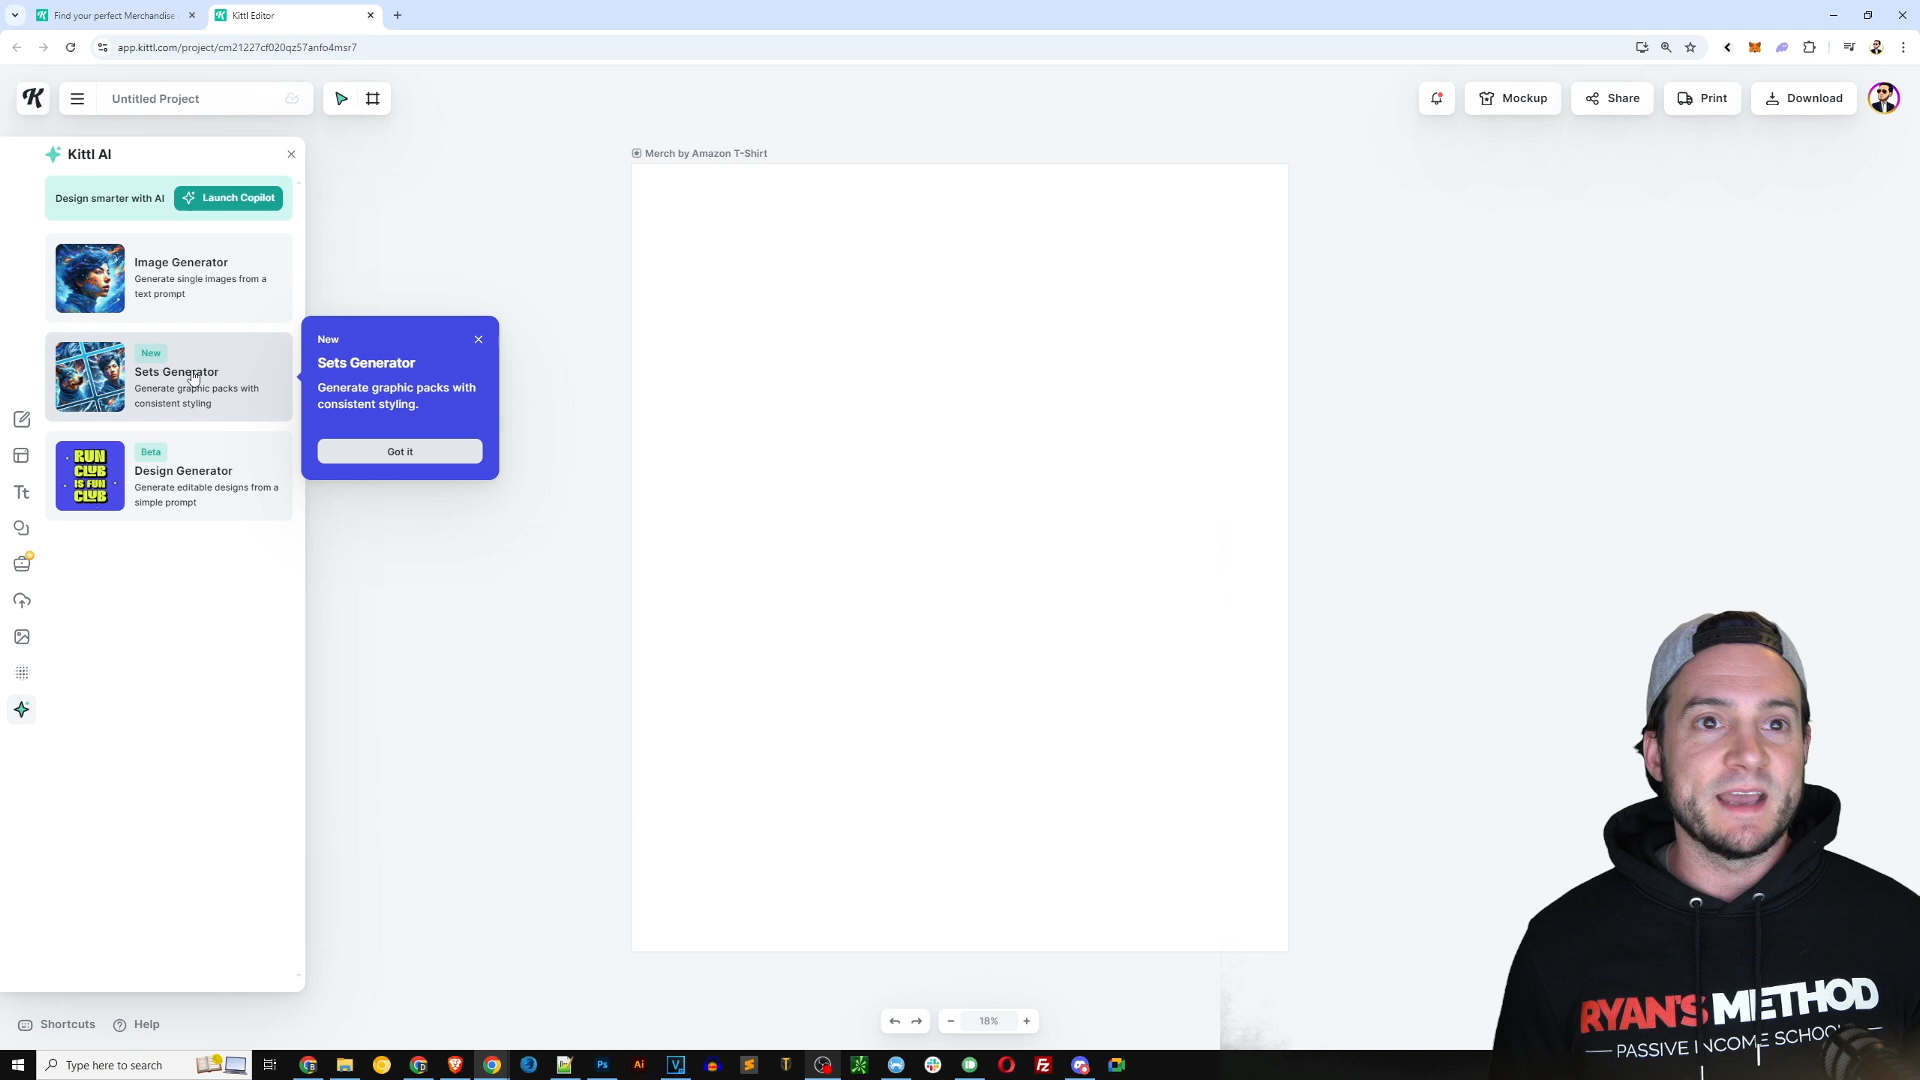 Find your perfect Merchandise
Kittl Editor
app.kittl.com/project/cm21227cf020qz57anfo4msr7
Untitled Project
Mockup
Share
Print
Download
Kittl AI
Design smarter with AI
Launch Copilot
Image Generator
Generate single images from a
text prompt
New
Sets Generator
Generate graphic packs with
consistent styling
Beta
Design Generator
Generate editable designs from a
simple prompt
RUN
CLUB
IS FUN
CLUB
New
Sets Generator
Generate graphic packs with
consistent styling.
Got it
Merch by Amazon T-Shirt
Tt
18%
Shortcuts
Help
RYAN'S METHOD
PASSIVE INCOME SCHOOL
Type here to search
Ps
Ai